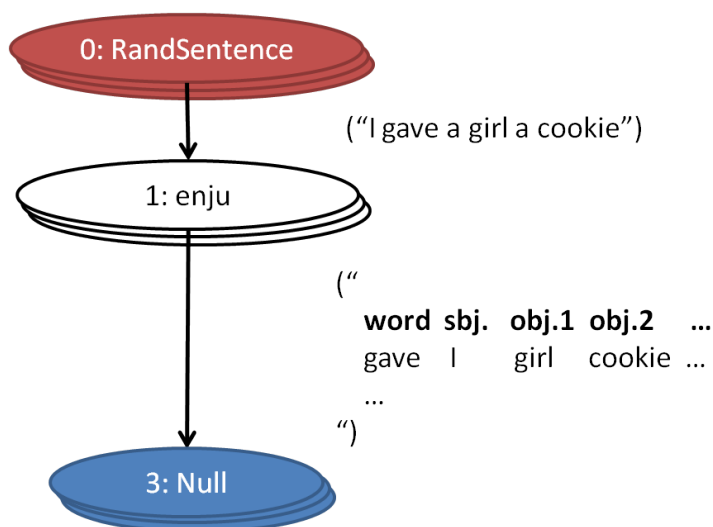 0: RandSentence
(“I gave a girl a cookie”)
1: enju
(“
word sbj. obj.1 obj.2 ...
gave I girl cookie ...
...
“)
3: Null